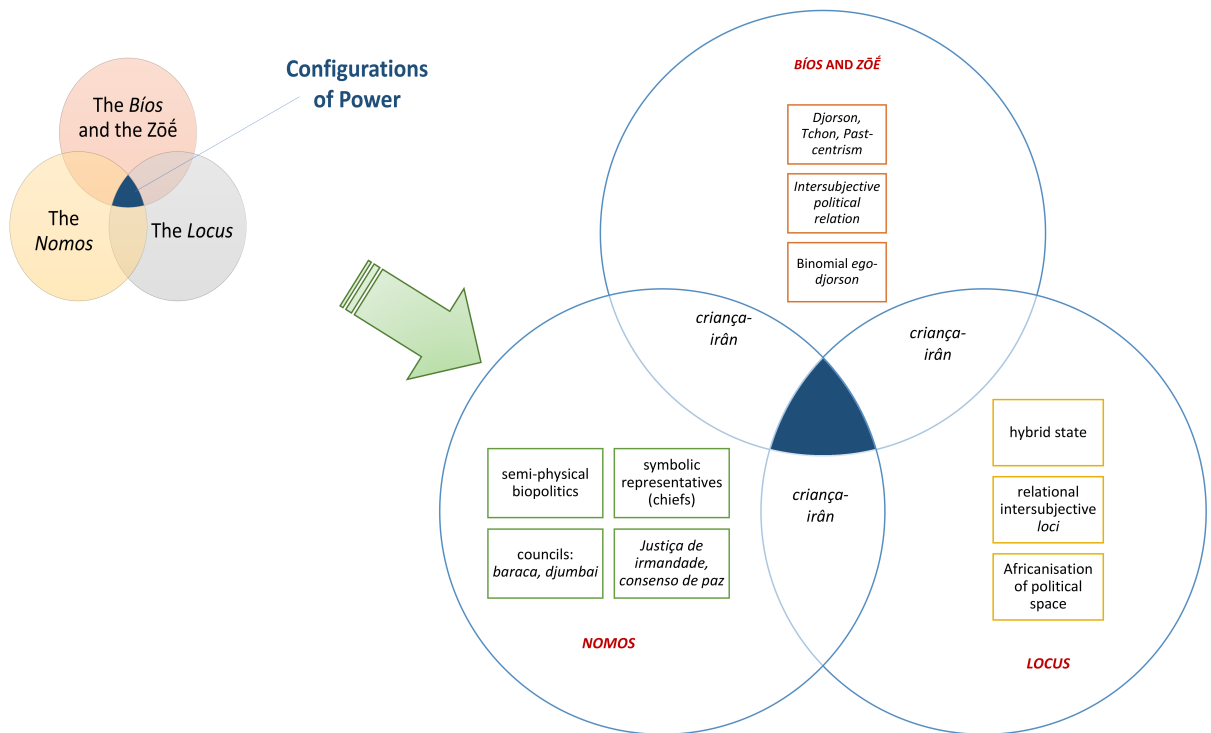 The Bíos
and the Zōḗ
Configurations
of Power
The
Nomos
The Locus
BÍOS AND ZŌḖ
Djorson,
Tchon, Past-
centrism
Intersubjective
political
relation
Binomial ego-
djorson
criança-
irân
criança-
irân
criança-
irân
semi-physical
biopolitics
symbolic
representatives
(chiefs)
councils:
baraca, djumbai
Justiça de
irmandade,
consenso de paz
NOMOS
hybrid state
relational
intersubjective
loci
Africanisation
of political
space
LOCUS